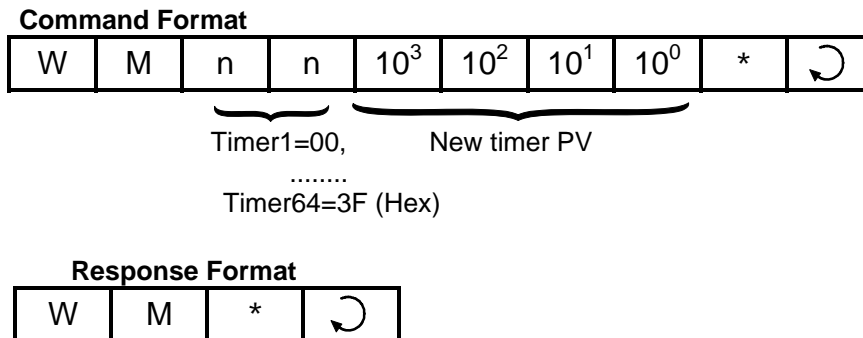 Command Format
W M n n 10³ 10² 10¹ 10⁰ *
Timer1=00, New timer PV
........
Timer64=3F (Hex)
Response Format
W M *